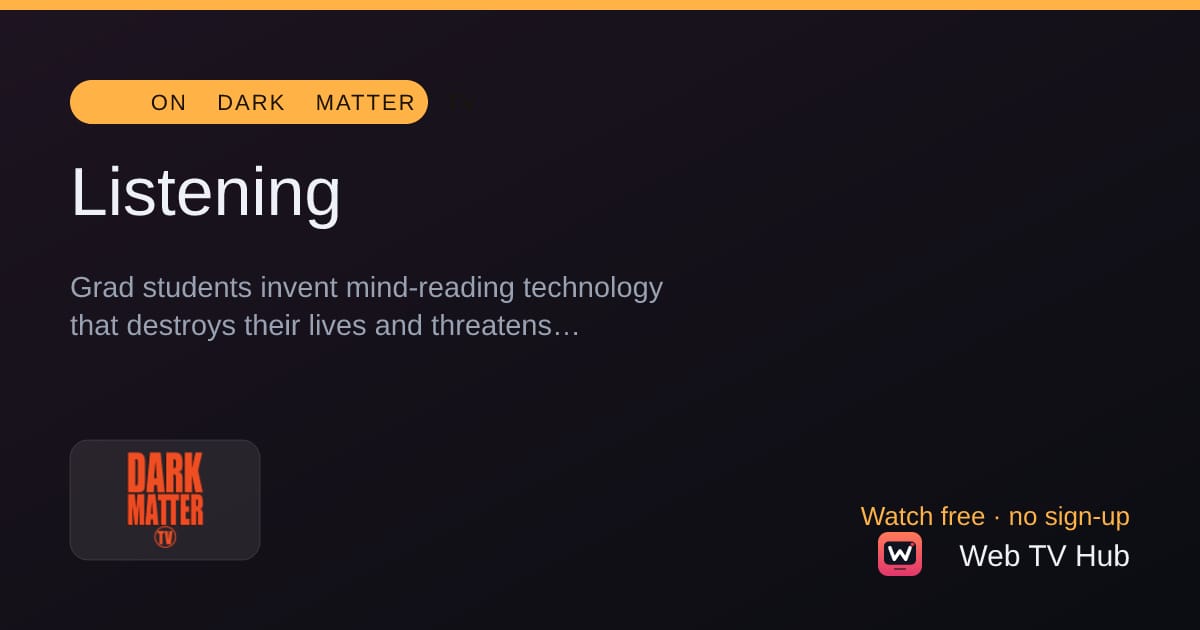 ON DARK MATTER TV
Listening
Grad students invent mind-reading technology
that destroys their lives and threatens…
DARK
MATTER
TV
Watch free · no sign-up
W
Web TV Hub